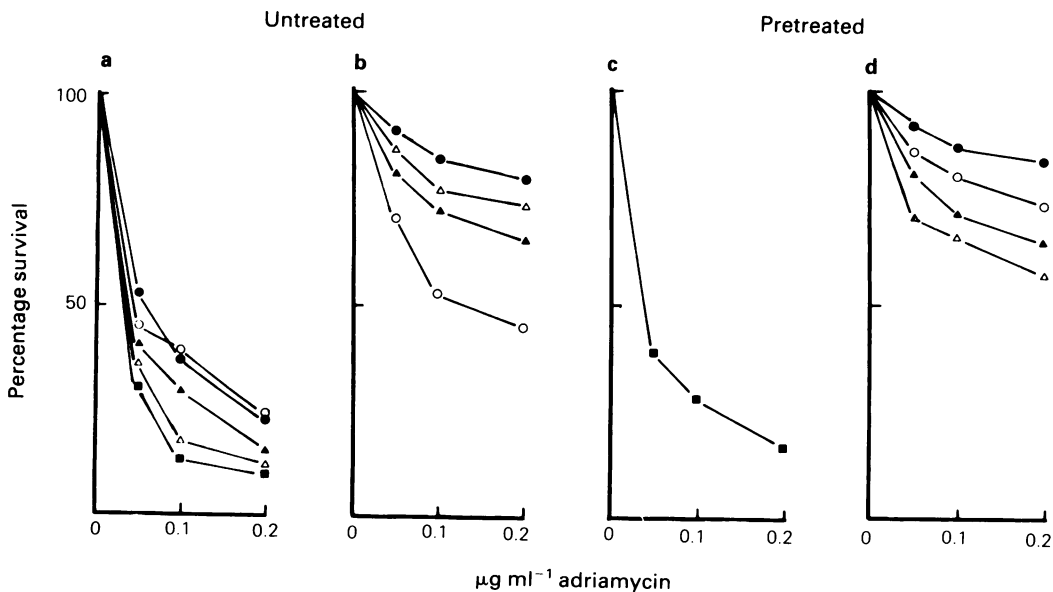 Untreated
Pretreated
a
b
c
d
100
50
Percentage survival
0
0.1
0.2
0
0.1
0.2
0
0.1
0.2
0
0.1
0.2
µg ml⁻¹ adriamycin